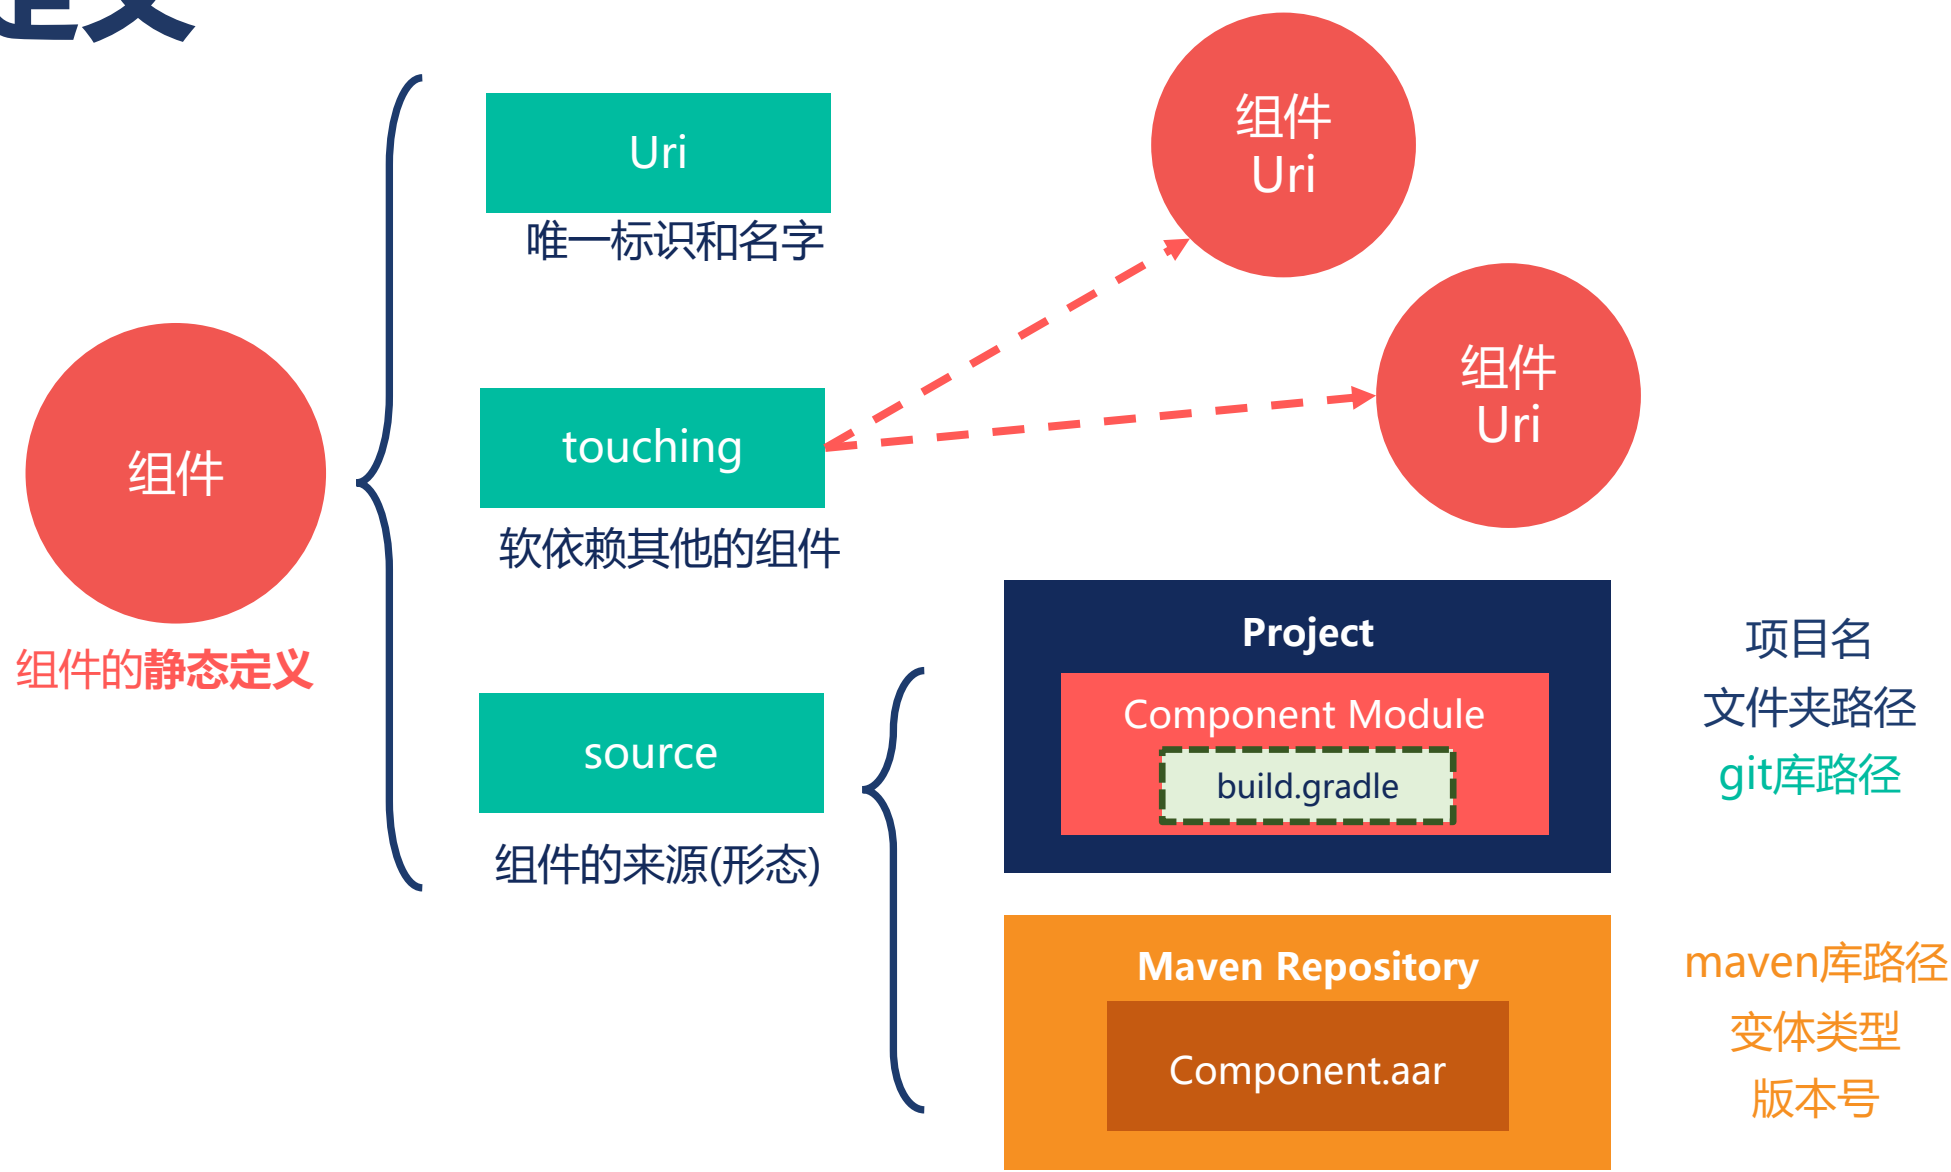 定义
组件
Uri
Uri
唯一标识和名字
组件
Uri
touching
组件
软依赖其他的组件
Project
项目名
组件的静态定义
Component Module
文件夹路径
source
build.gradle
git库路径
组件的来源(形态)
Maven Repository
maven库路径
变体类型
Component.aar
版本号